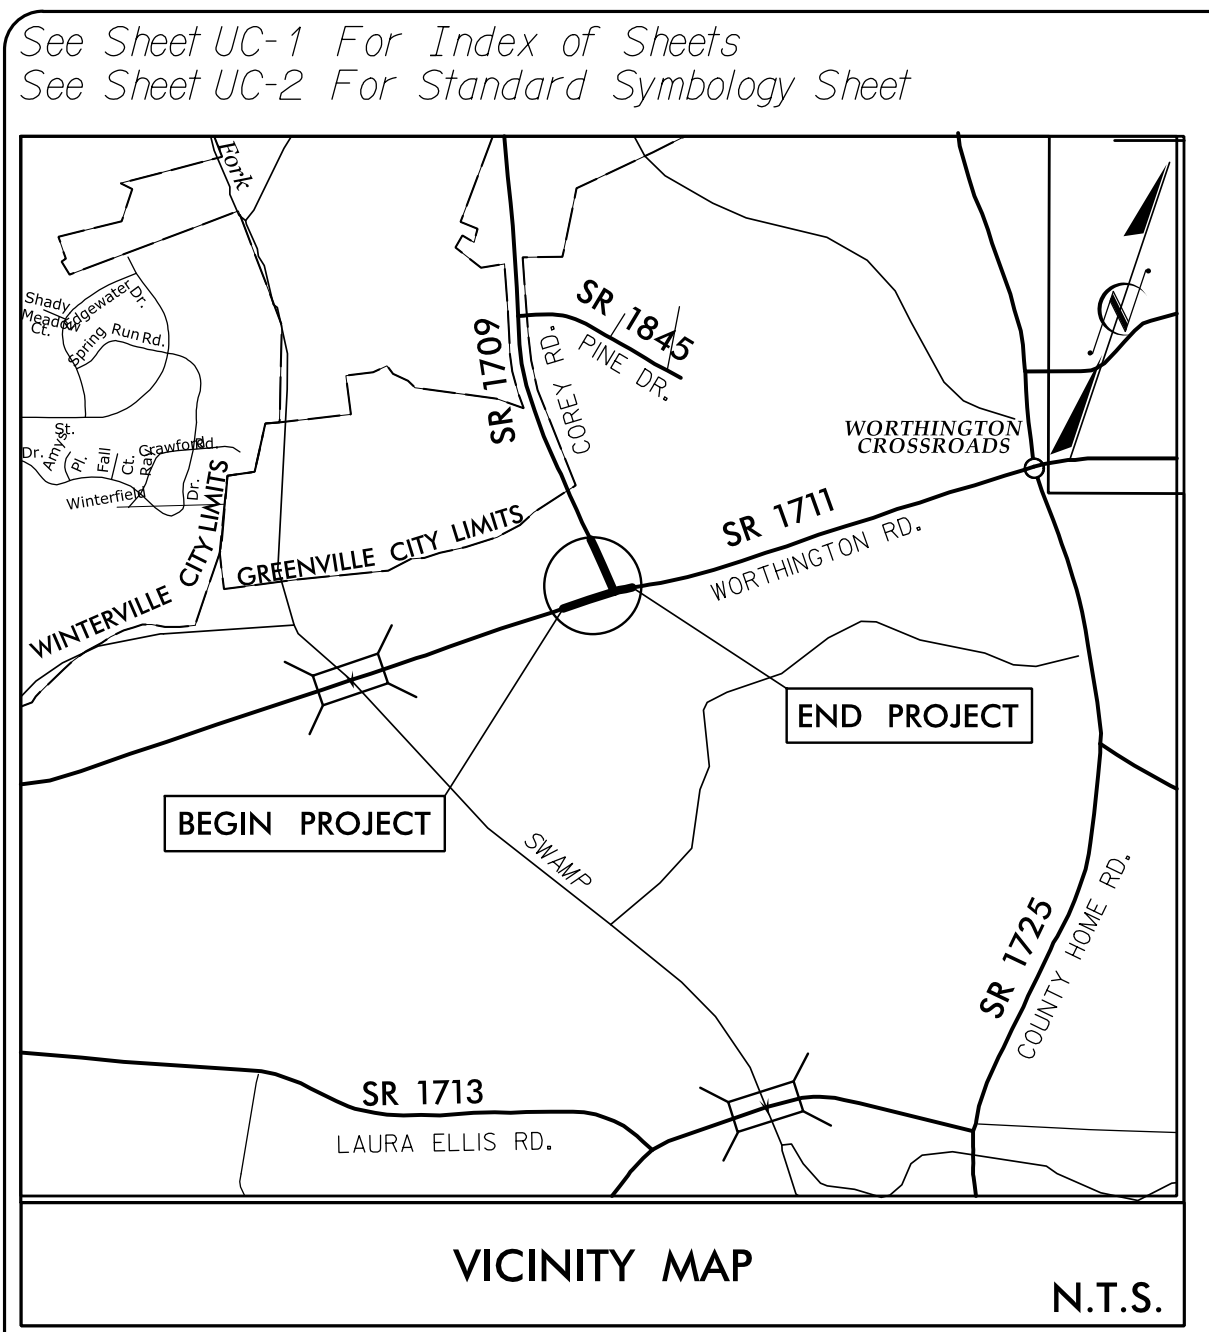 See Sheet UC-1 For Index of Sheets
See Sheet UC-2 For Standard Symbology Sheet
Fork
Shady
Meadow
Ct.
Edgewater
Dr.
Spring
Run Rd.
SR 1709
COREY RD.
SR 1845
PINE DR.
WORTHINGTON
CROSSROADS
N
St.
Dr.
Amys
Pl.
Fall
Ct.
Ray
Crawford
Rd.
Winterfield
Dr.
WINTERVILLE CITY LIMITS
GREENVILLE CITY LIMITS
SR 1711
WORTHINGTON RD.
END PROJECT
BEGIN PROJECT
SWAMP
SR 1725
COUNTY HOME RD.
SR 1713
LAURA ELLIS RD.
VICINITY MAP
N.T.S.